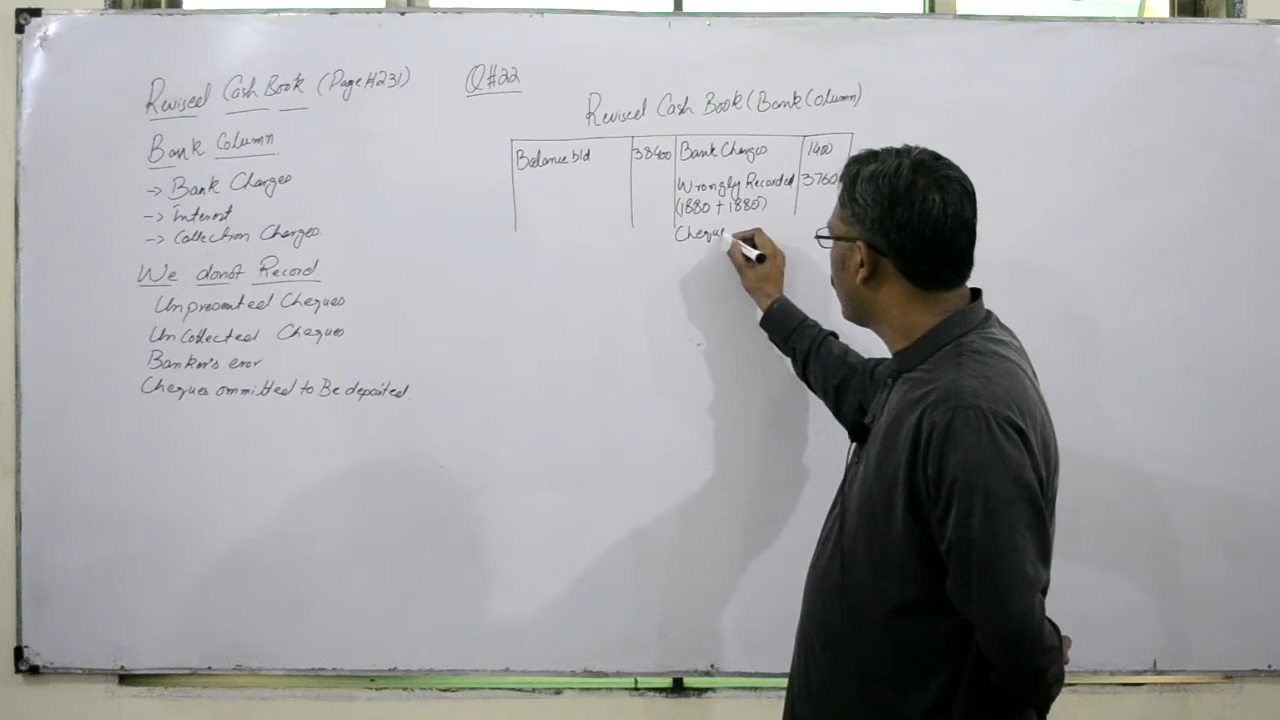 Revised Cash Book (Page#231)
Q#22
Bank Column
-> Bank Charges
-> Interest
-> Collection Charges
We donot Record
Unpresented Cheques
Uncollected Cheques
Banker's error
Cheques ommitted to Be deposited.
Revised Cash Book (Bank Column)
Balance b/d 38400 Bank Charges 1400
Wrongly Recorded 3760
(1880 + 1880)
Cheque